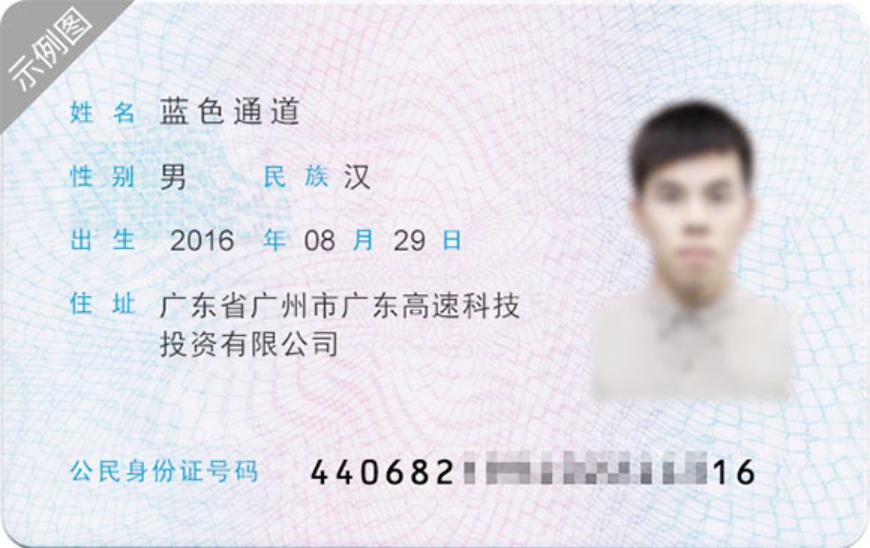 示例图
姓名 蓝色通道
性别 男 民族 汉
出生 2016 年 08 月 29 日
住址 广东省广州市广东高速科技
投资有限公司
公民身份证号码 440682 16